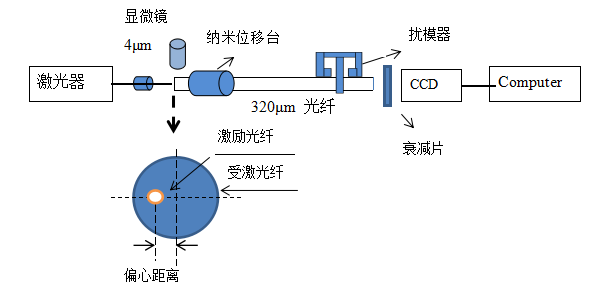 显微镜
4μm
纳米位移台
扰模器
激光器
CCD
Computer
320μm 光纤
衰减片
激励光纤
受激光纤
偏心距离